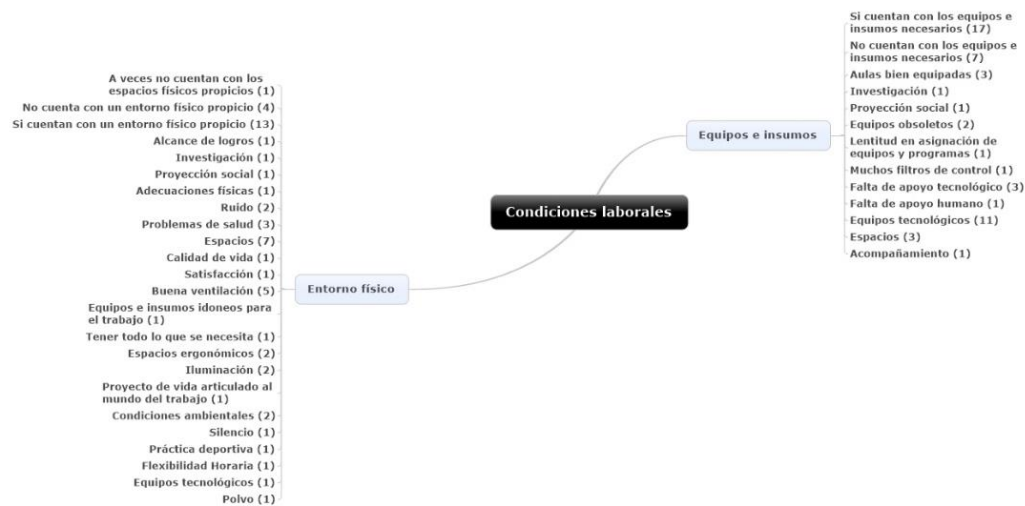 Condiciones laborales
Equipos e insumos
Si cuentan con los equipos e
insumos necesarios (17)
No cuentan con los equipos e
insumos necesarios (7)
Aulas bien equipadas (3)
Investigación (1)
Proyección social (1)
Equipos obsoletos (2)
Lentitud en asignación de
equipos y programas (1)
Muchos filtros de control (1)
Falta de apoyo tecnológico (3)
Falta de apoyo humano (1)
Equipos tecnológicos (11)
Espacios (3)
Acompañamiento (1)
Entorno físico
A veces no cuentan con los
espacios físicos propicios (1)
No cuenta con un entorno físico propicio (4)
Si cuentan con un entorno físico propicio (13)
Alcance de logros (1)
Investigación (1)
Proyección social (1)
Adecuaciones físicas (1)
Ruido (2)
Problemas de salud (3)
Espacios (7)
Calidad de vida (1)
Satisfacción (1)
Buena ventilación (5)
Equipos e insumos idoneos para
el trabajo (1)
Tener todo lo que se necesita (1)
Espacios ergonómicos (2)
Iluminación (2)
Proyecto de vida articulado al
mundo del trabajo (1)
Condiciones ambientales (2)
Silencio (1)
Práctica deportiva (1)
Flexibilidad Horaria (1)
Equipos tecnológicos (1)
Polvo (1)